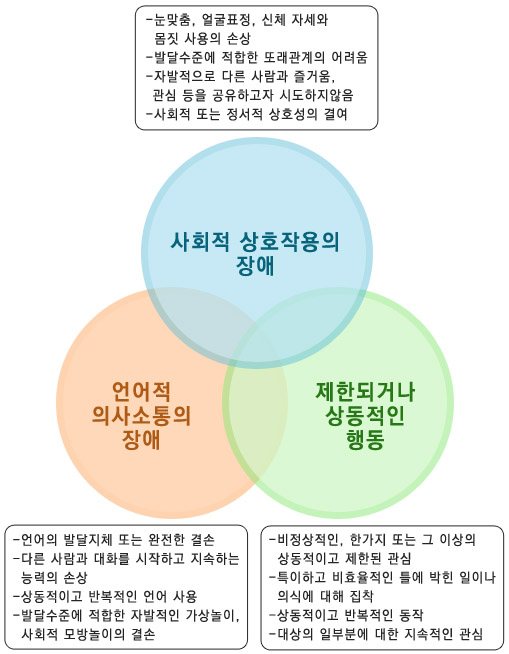 -눈맞춤, 얼굴표정, 신체 자세와
몸짓 사용의 손상
-발달수준에 적합한 또래관계의 어려움
-자발적으로 다른 사람과 즐거움,
관심 등을 공유하고자 시도하지않음
-사회적 또는 정서적 상호성의 결여
사회적 상호작용의
장애
언어적
의사소통의
장애
제한되거나
상동적인
행동
-언어의 발달지체 또는 완전한 결손
-다른 사람과 대화를 시작하고 지속하는
능력의 손상
-상동적이고 반복적인 언어 사용
-발달수준에 적합한 자발적인 가상놀이,
사회적 모방놀이의 결손
-비정상적인, 한가지 또는 그 이상의
상동적이고 제한된 관심
-특이하고 비효율적인 틀에 박힌 일이나
의식에 대해 집착
-상동적이고 반복적인 동작
-대상의 일부분에 대한 지속적인 관심